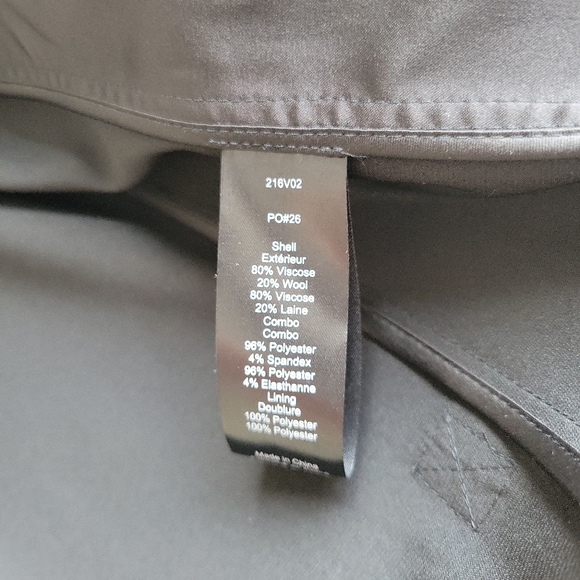 216V02
PO#26
Shell
Extérieur
80% Viscose
20% Wool
80% Viscose
20% Laine
Combo
Combo
96% Polyester
4% Spandex
96% Polyester
4% Elasthanne
Lining
Doublure
100% Polyester
100% Polyester
Made in China